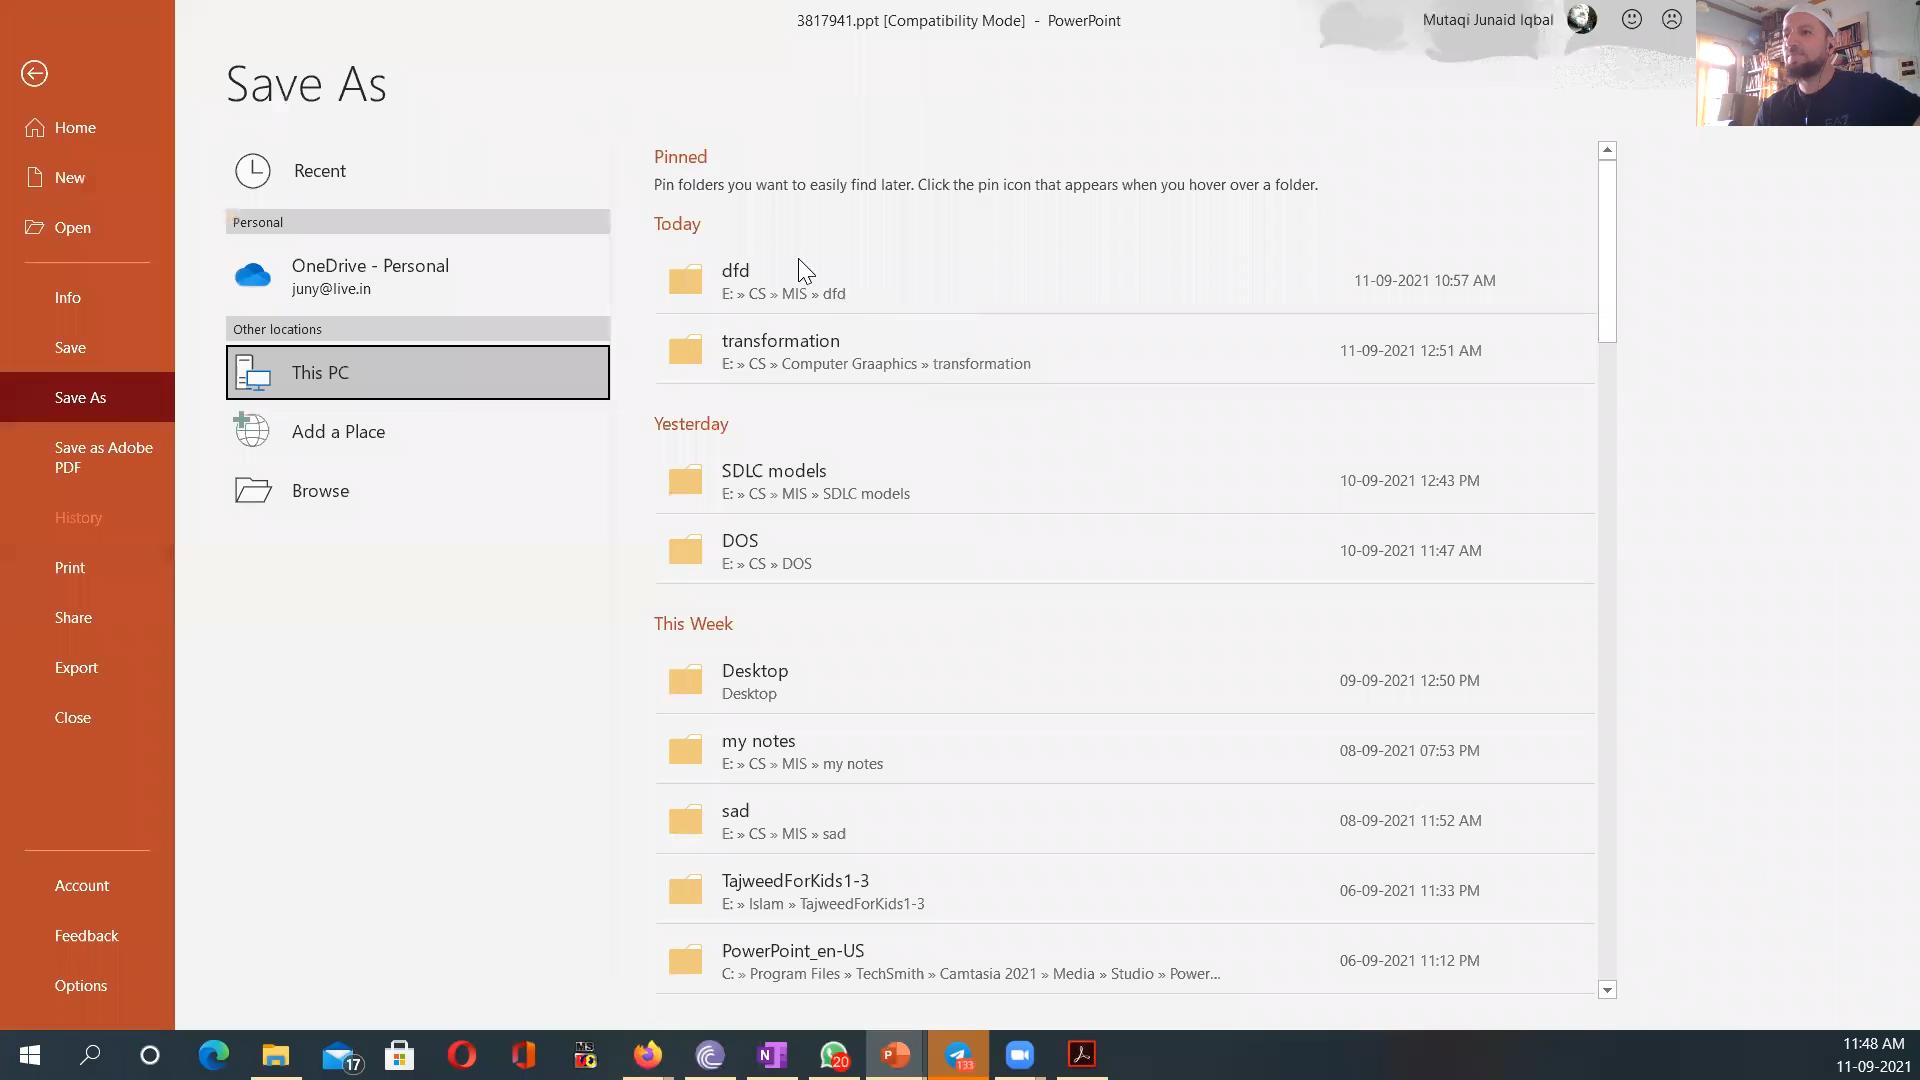 3817941.ppt [Compatibility Mode] - PowerPoint
Mutaqi Junaid Iqbal
Save As
Home
New
Open
Info
Save
Save As
Save as Adobe
PDF
History
Print
Share
Export
Close
Account
Feedback
Options
Recent
Personal
OneDrive - Personal
juny@live.in
Other locations
This PC
Add a Place
Browse
Pinned
Pin folders you want to easily find later. Click the pin icon that appears when you hover over a folder.
Today
dfd
E: » CS » MIS » dfd
11-09-2021 10:57 AM
transformation
E: » CS » Computer Graaphics » transformation
11-09-2021 12:51 AM
Yesterday
SDLC models
E: » CS » MIS » SDLC models
10-09-2021 12:43 PM
DOS
E: » CS » DOS
10-09-2021 11:47 AM
This Week
Desktop
Desktop
09-09-2021 12:50 PM
my notes
E: » CS » MIS » my notes
08-09-2021 07:53 PM
sad
E: » CS » MIS » sad
08-09-2021 11:52 AM
TajweedForKids1-3
E: » Islam » TajweedForKids1-3
06-09-2021 11:33 PM
PowerPoint_en-US
C: » Program Files » TechSmith » Camtasia 2021 » Media » Studio » Power...
06-09-2021 11:12 PM
17
MS
N
20
P
133
11:48 AM
11-09-2021